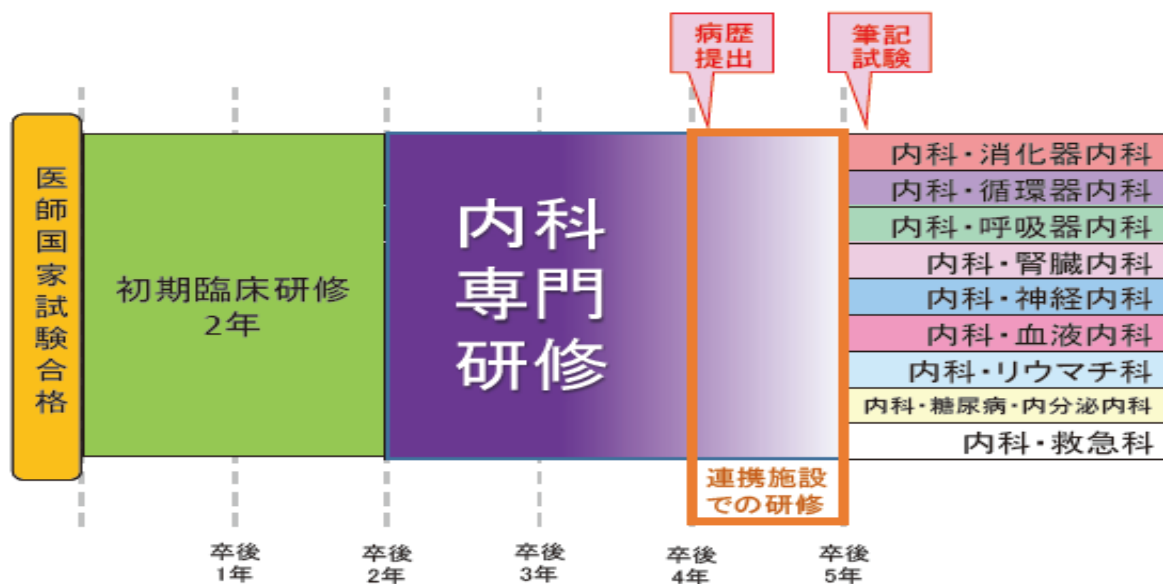 病歴
提出
筆記
試験
医師国家試験合格
初期臨床研修
2年
内科
専門
研修
内科・消化器内科
内科・循環器内科
内科・呼吸器内科
内科・腎臓内科
内科・神経内科
内科・血液内科
内科・リウマチ科
内科・糖尿病・内分泌内科
内科・救急科
連携施設
での研修
卒後
1年
卒後
2年
卒後
3年
卒後
4年
卒後
5年